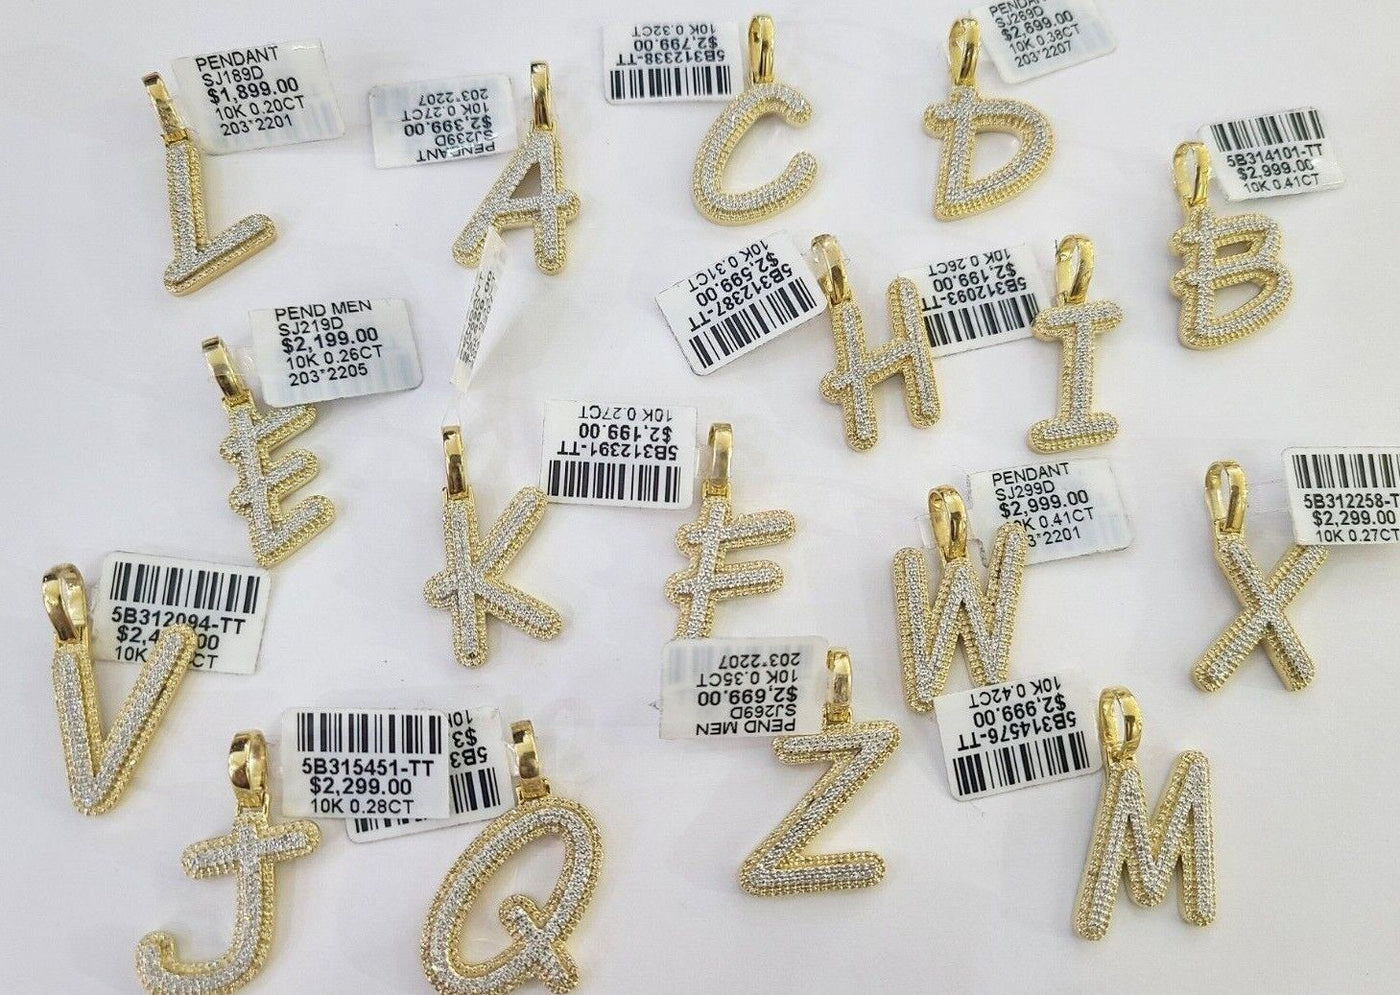 PENDANT
SJ189D
$1,899.00
10K 0.20CT
203*2201
L
PENDANT
SJ239D
$2,399.00
10K 0.27CT
203*2207
A
5B312338-TT
$2,799.00
10K 0.32CT
C
PENDANT
SJ269D
$2,699.00
10K 0.38CT
203*2207
D
5B314101-TT
$2,999.00
10K 0.41CT
B
PEND MEN
SJ219D
$2,199.00
10K 0.26CT
203*2205
E
5B312387-TT
$2,599.00
10K 0.31CT
H
5B312093-TT
$2,199.00
10K 0.26CT
I
K
5B312391-TT
$2,199.00
10K 0.27CT
F
PENDANT
SJ299D
$2,999.00
0.41CT
W
5B312258-T
$2,299.00
10K 0.27CT
X
5B312094-TT
10K
V
5B315451-TT
$2,299.00
10K 0.28CT
J
5B3
$3
Q
PEND MEN
SJ269D
$2,699.00
10K 0.35CT
203*2207
Z
5B314576-TT
$2,999.00
10K 0.42CT
M